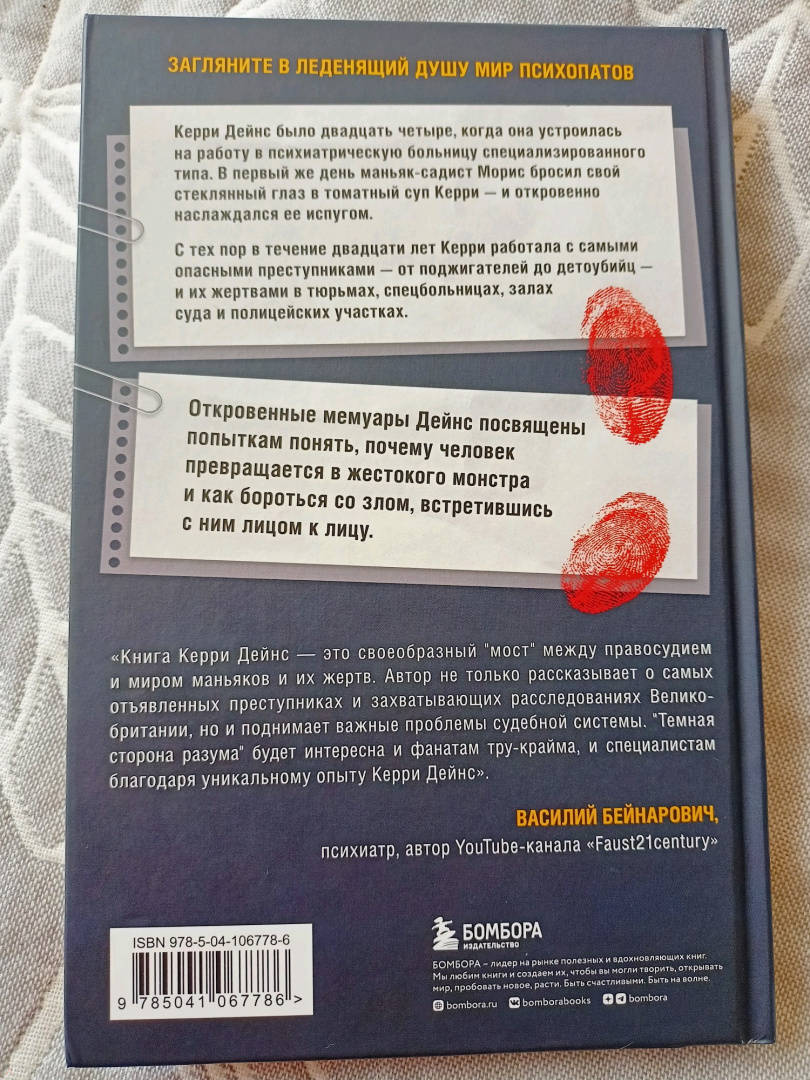 ЗАГЛЯНИТЕ В ЛЕДЕНЯЩИЙ ДУШУ МИР ПСИХОПАТОВ
Керри Дейнс было двадцать четыре, когда она устроилась
на работу в психиатрическую больницу специализированного
типа. В первый же день маньяк-садист Морис бросил свой
стеклянный глаз в томатный суп Керри — и откровенно
наслаждался ее испугом.
С тех пор в течение двадцати лет Керри работала с самыми
опасными преступниками — от поджигателей до детоубийц —
и их жертвами в тюрьмах, спецбольницах, залах
суда и полицейских участках.
Откровенные мемуары Дейнс посвящены
попыткам понять, почему человек
превращается в жестокого монстра
и как бороться со злом, встретившись
с ним лицом к лицу.
«Книга Керри Дейнс — это своеобразный "мост" между правосудием
и миром маньяков и их жертв. Автор не только рассказывает о самых
отъявленных преступниках и захватывающих расследованиях Велико-
британии, но и поднимает важные проблемы судебной системы. "Темная
сторона разума" будет интересна и фанатам тру-крайма, и специалистам
благодаря уникальному опыту Керри Дейнс».
ВАСИЛИЙ БЕЙНАРОВИЧ,
психиатр, автор YouTube-канала «Faust21century»
ISBN 978-5-04-106778-6
9 785041 067786 >
БОМБОРА
ИЗДАТЕЛЬСТВО
БОМБОРА – лидер на рынке полезных и вдохновляющих книг.
Мы любим книги и создаем их, чтобы вы могли творить, открывать
мир, пробовать новое, расти. Быть счастливыми. Быть на волне.
bombora.ru bomborabooks bombora